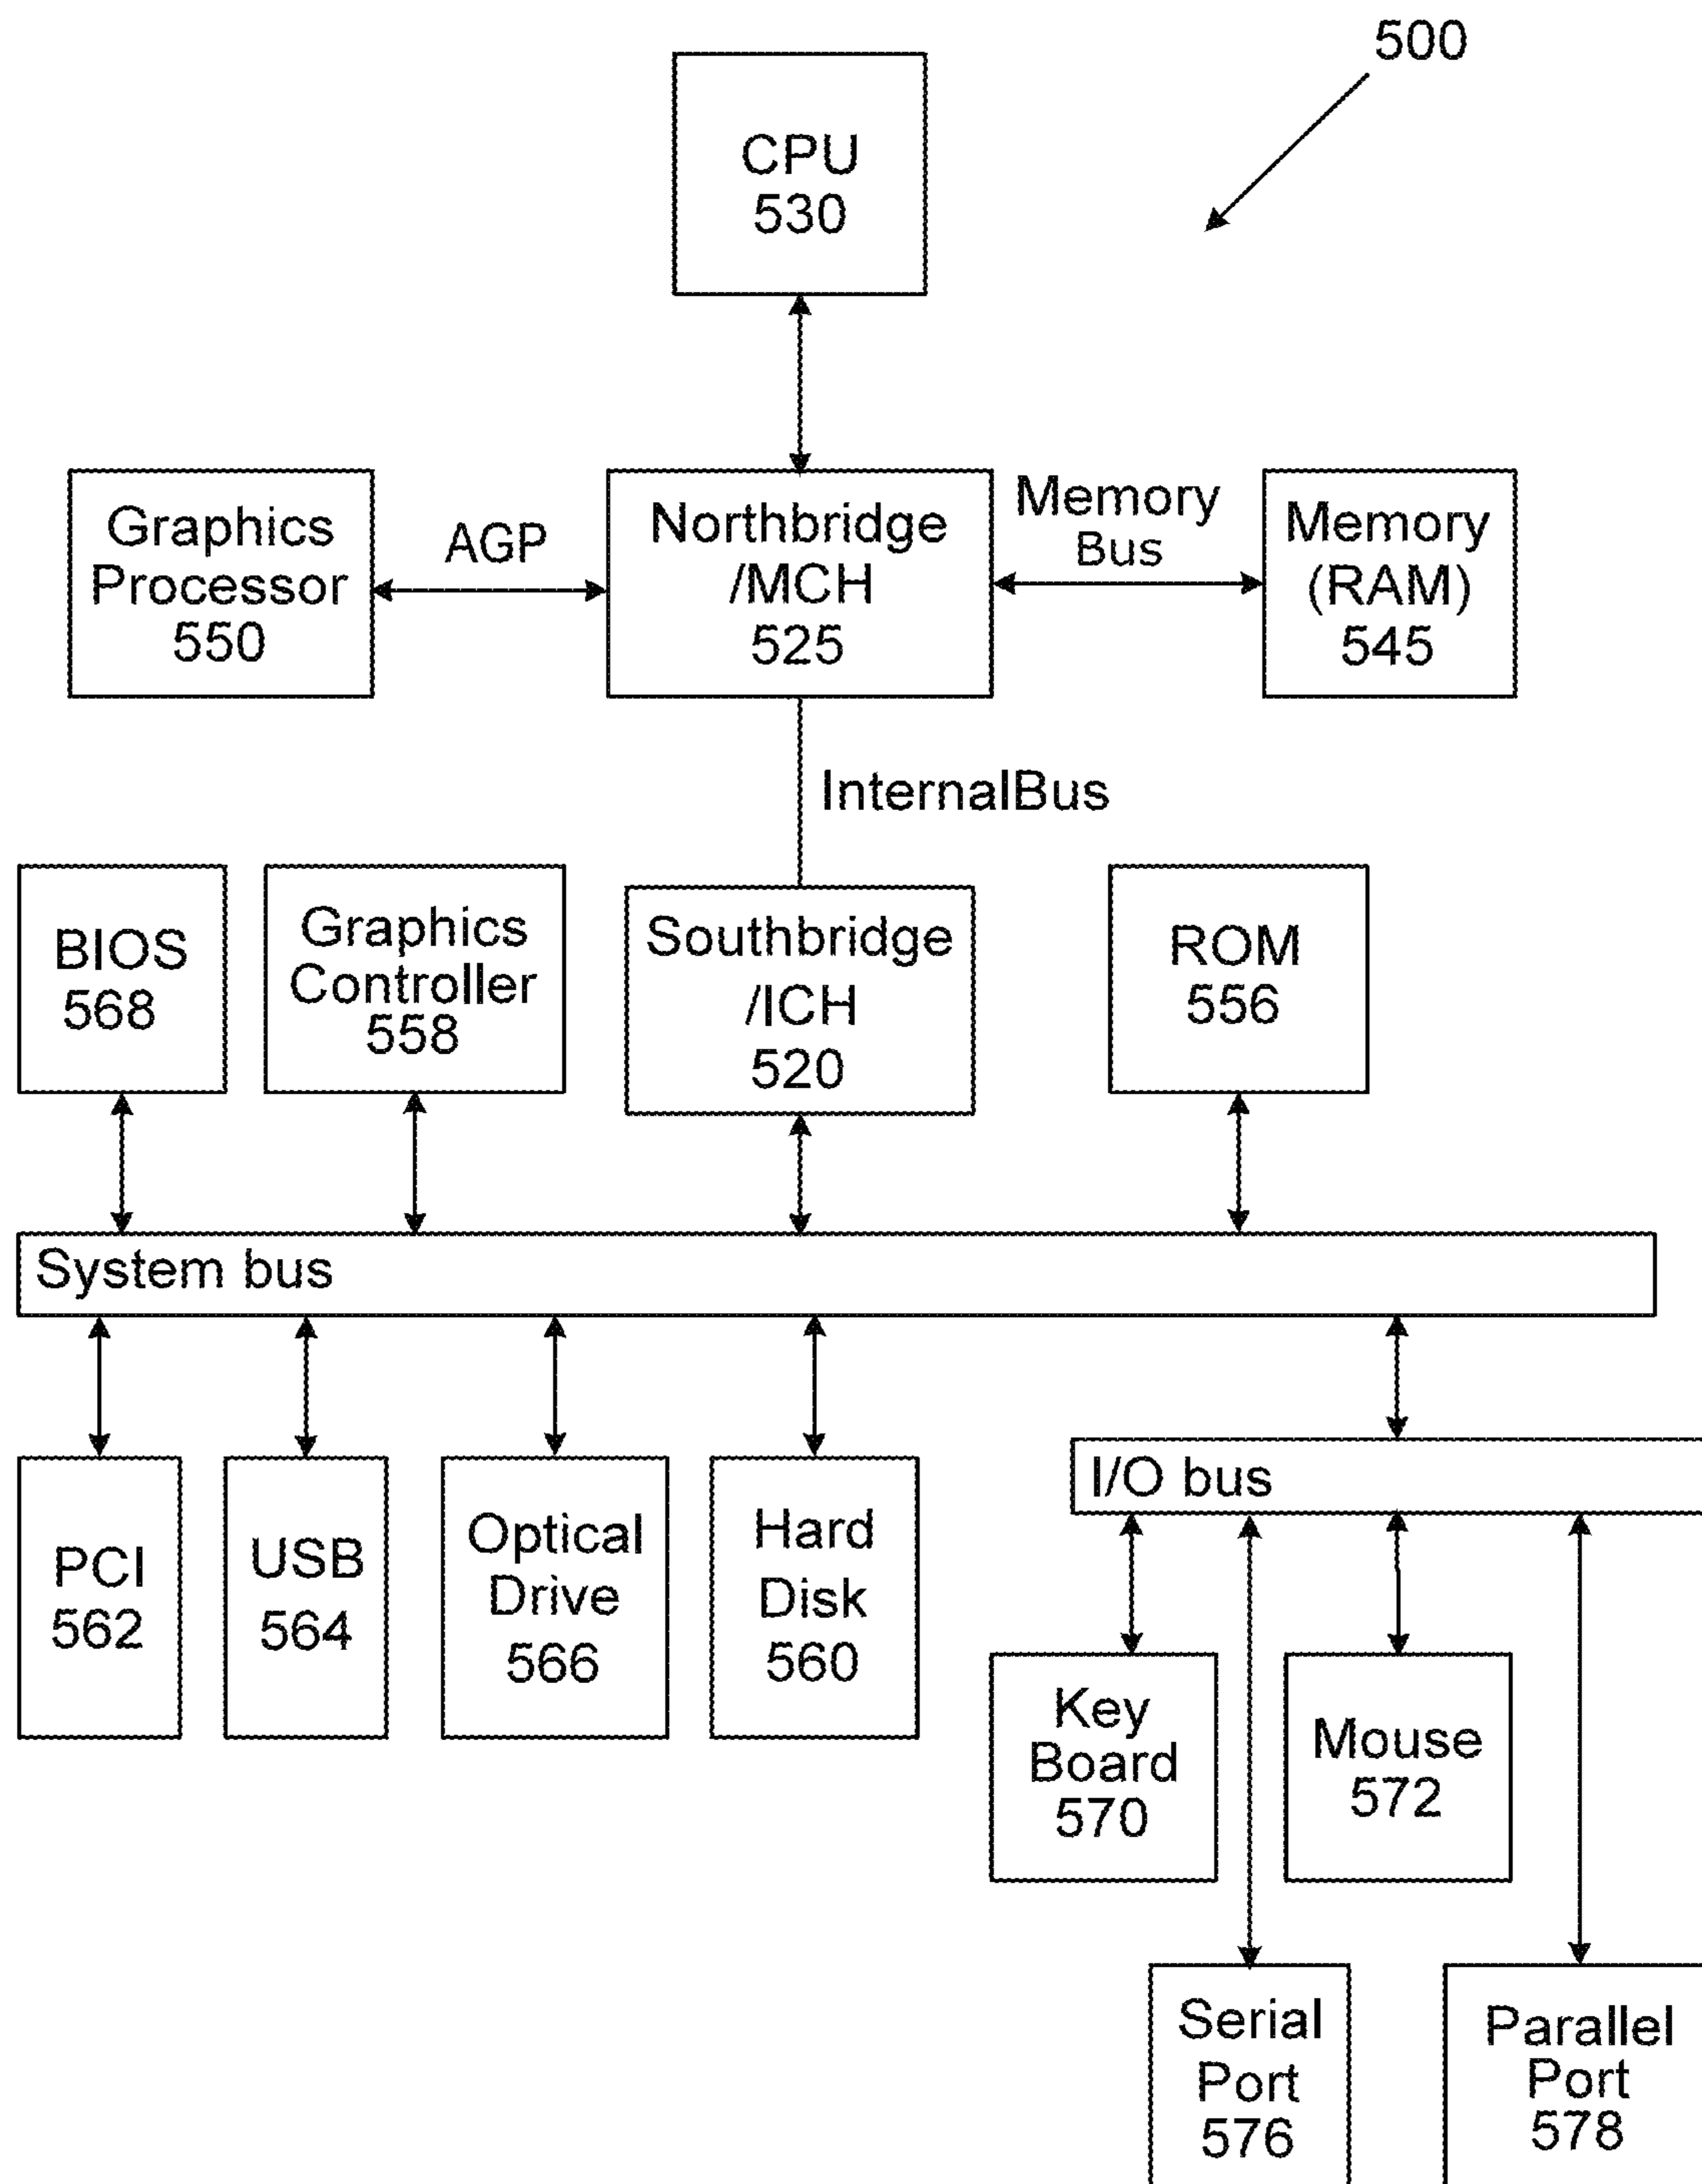 500
CPU
530
Graphics
Processor
550
AGP
Northbridge
/MCH
525
Memory
Bus
Memory
(RAM)
545
InternalBus
BIOS
568
Graphics
Controller
558
Southbridge
/ICH
520
ROM
556
System bus
PCI
562
USB
564
Optical
Drive
566
Hard
Disk
560
I/O bus
Key
Board
570
Mouse
572
Serial
Port
576
Parallel
Port
578